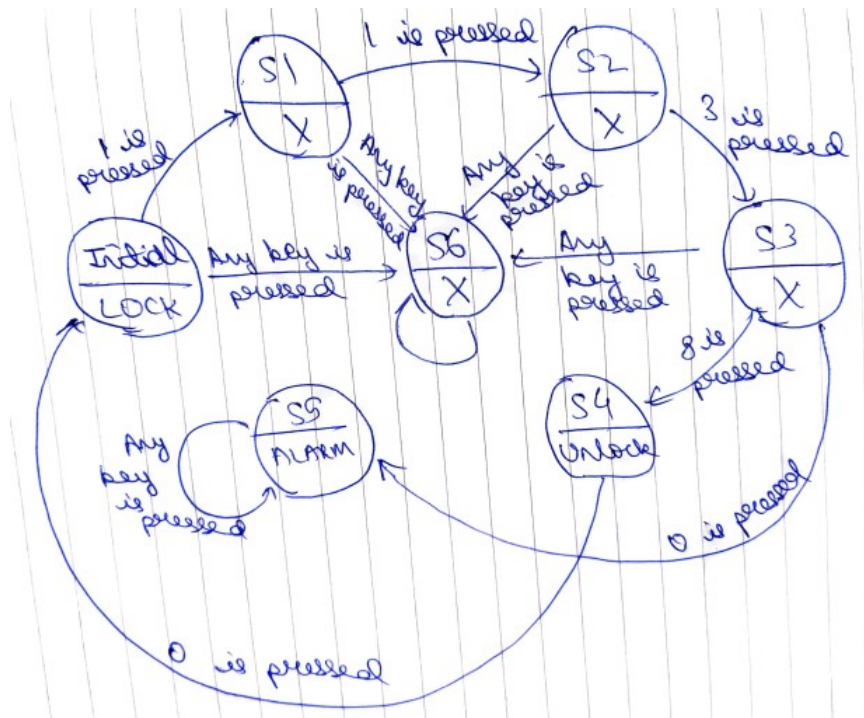 1 is pressed
S1
X
S2
X
1 is
pressed
3 is
pressed
Any key
is pressed
Any
key is
pressed
Initial
LOCK
Any key is
pressed
S6
X
Any
key is
pressed
S3
X
8 is
pressed
S5
ALARM
S4
UNLOCK
Any
key
is
pressed
0 is pressed
0 is pressed